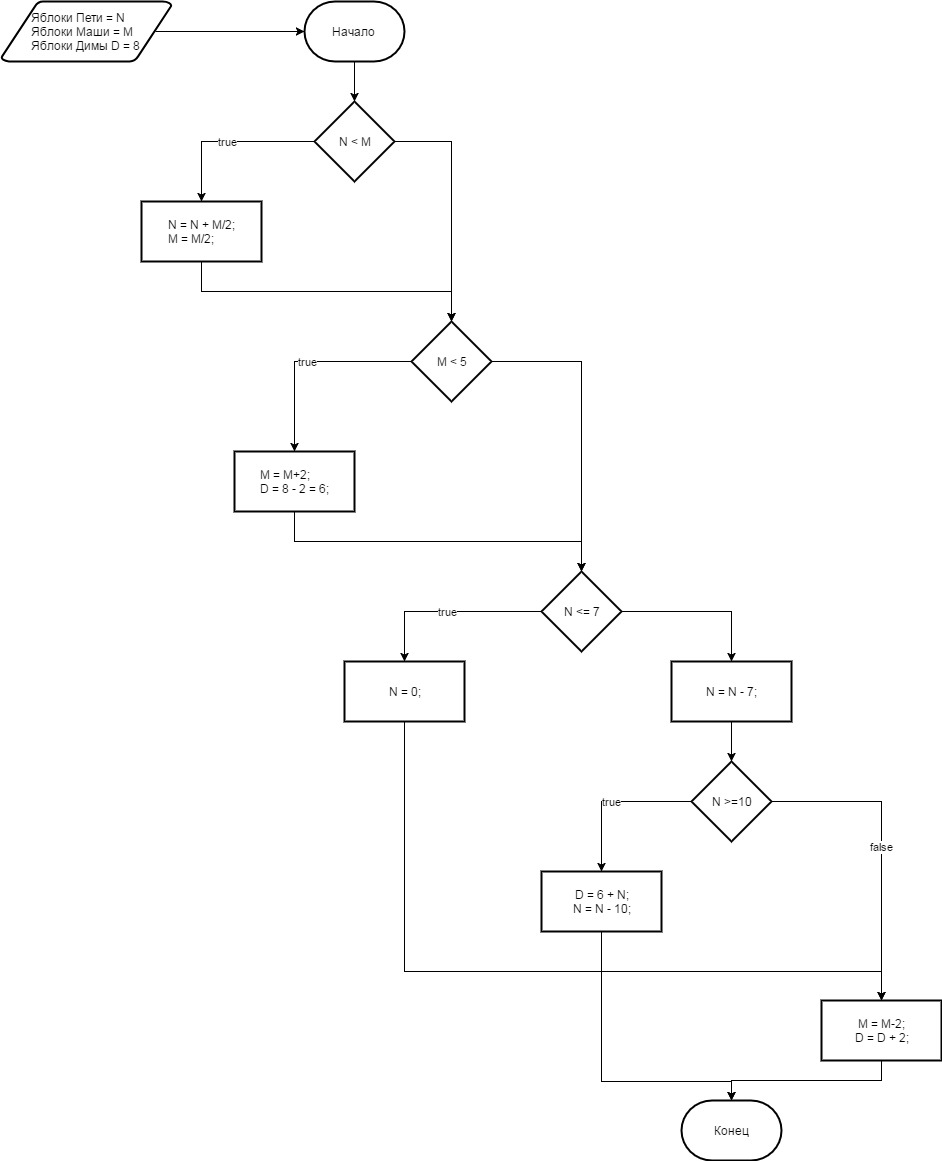 Яблоки Пети = N
Яблоки Маши = M
Яблоки Димы D = 8
Начало
N < M
true
N = N + M/2;
M = M/2;
M < 5
true
M = M+2;
D = 8 - 2 = 6;
N <= 7
true
N = 0;
N = N - 7;
N >=10
true
false
D = 6 + N;
N = N - 10;
M = M-2;
D = D + 2;
Конец